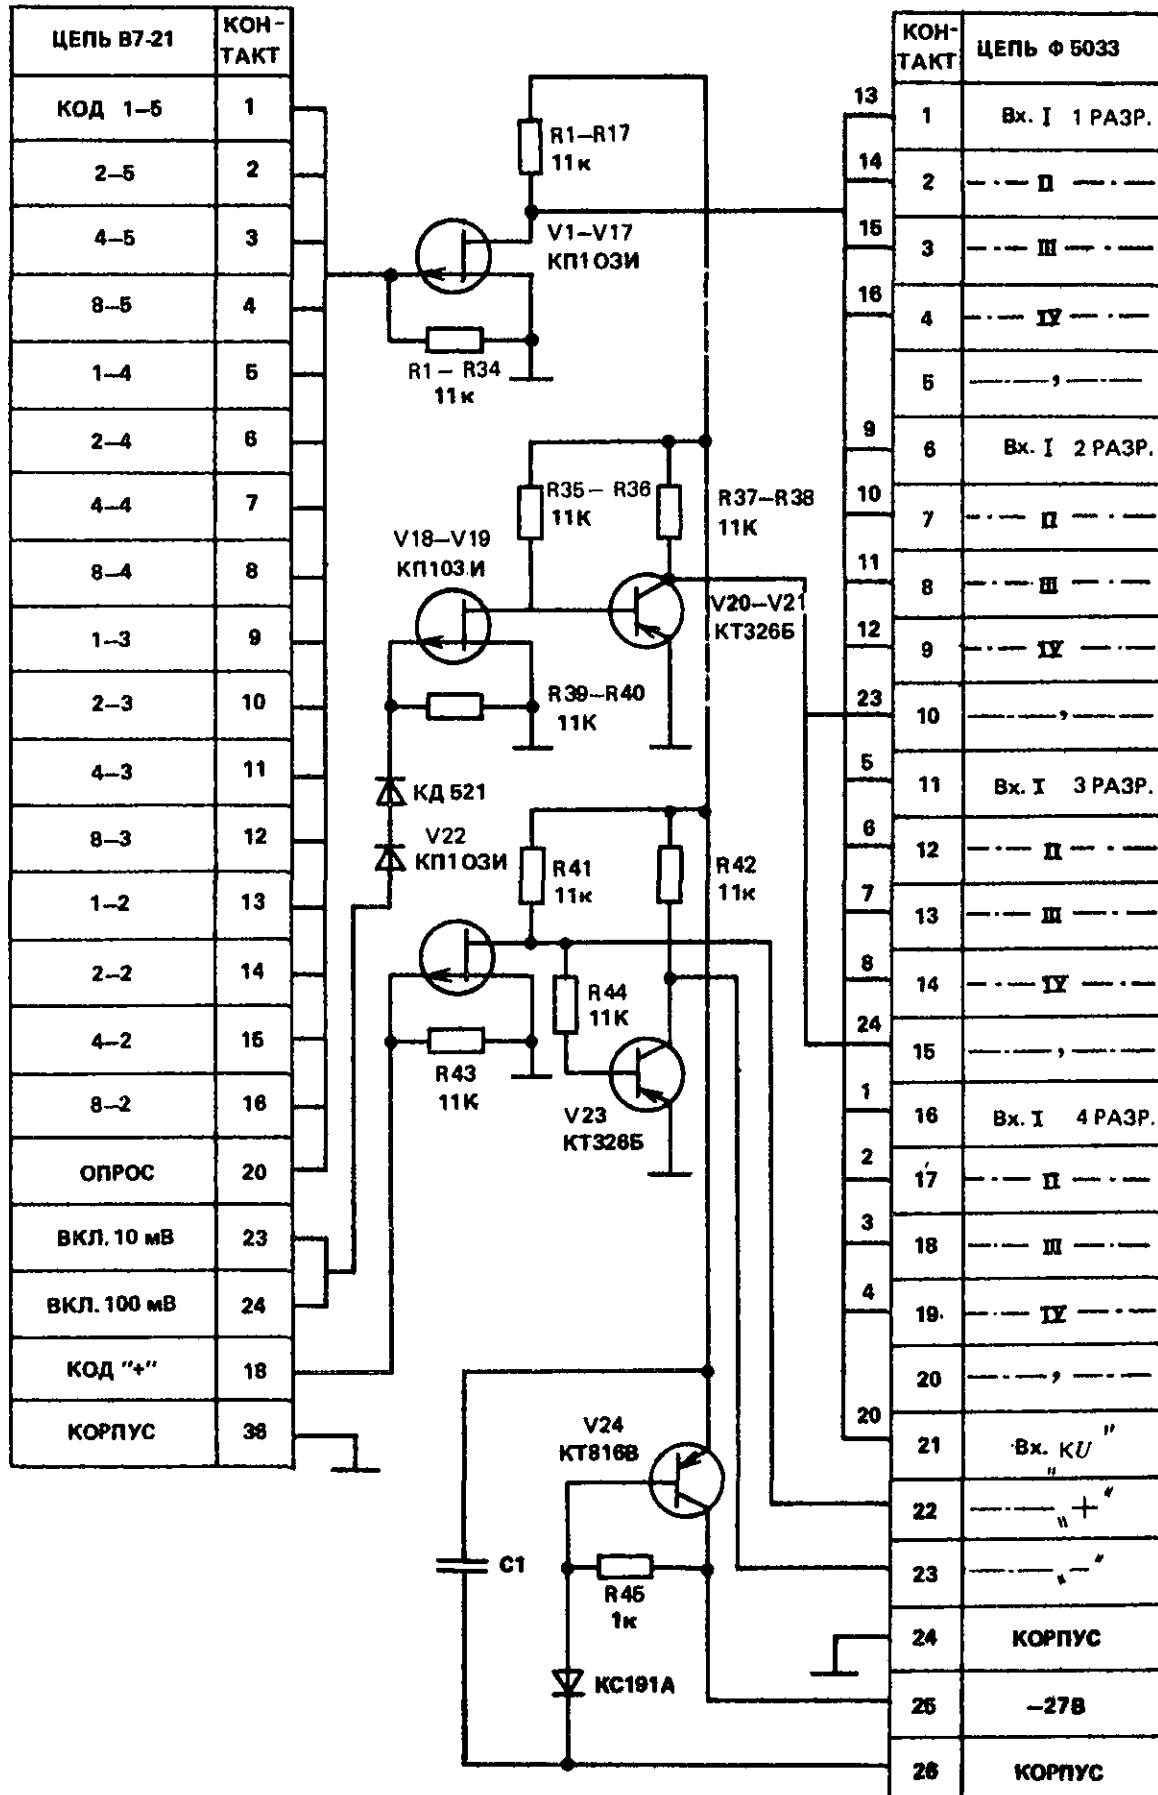 ЦЕПЬ В7-21
КОН-
ТАКТ
КОД 1–5
1
2–5
2
4–5
3
8–5
4
1–4
5
2–4
6
4–4
7
8–4
8
1–3
9
2–3
10
4–3
11
8–3
12
1–2
13
2–2
14
4–2
15
8–2
16
ОПРОС
20
ВКЛ. 10 мВ
23
ВКЛ. 100 мВ
24
КОД "+"
18
КОРПУС
36
R1–R17
11к
V1–V17
КП103И
R1 – R34
11к
R35 – R36
11К
R37–R38
11К
V18–V19
КП103И
V20–V21
КТ326Б
R39–R40
11К
КД 521
V22
КП103И
R41
11к
R42
11к
R44
11К
R43
11К
V23
КТ326Б
V24
КТ816В
С1
R45
1к
КС191А
КОН-
ТАКТ
ЦЕПЬ Ф 5033
13
1
Вх. I 1 РАЗР.
14
2
–·– II –·–
15
3
–·– III –·–
16
4
–·– IV –·–
5
–·– , –·–
9
6
Вх. I 2 РАЗР.
10
7
–·– II –·–
11
8
–·– III –·–
12
9
–·– IV –·–
23
10
–·– , –·–
5
11
Вх. I 3 РАЗР.
6
12
–·– II –·–
7
13
–·– III –·–
8
14
–·– IV –·–
24
15
–·– , –·–
1
16
Вх. I 4 РАЗР.
2
17
–·– II –·–
3
18
–·– III –·–
4
19.
–·– IV –·–
20
–·– , –·–
20
21
Вх. „KU"
22
–·– „+"
23
–·– „–"
24
КОРПУС
25
–27В
26
КОРПУС